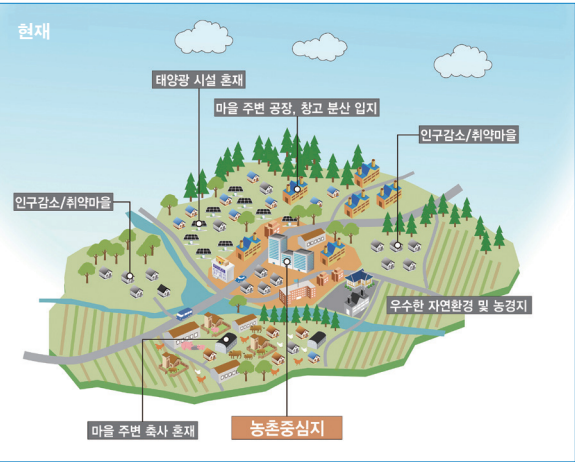 현재
태양광 시설 혼재
마을 주변 공장, 창고 분산 입지
인구감소/취약마을
인구감소/취약마을
우수한 자연환경 및 농경지
마을 주변 축사 혼재
농촌중심지